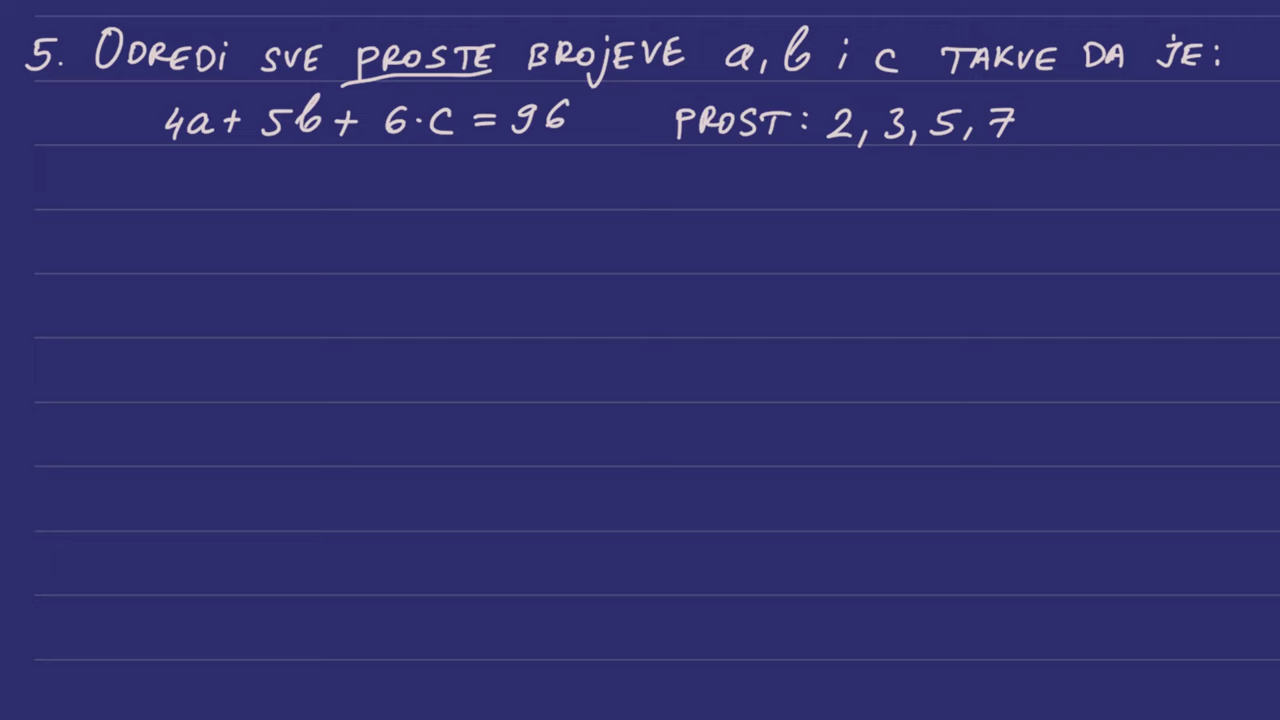 5. ODREDi SVE PROSTE BROjEVE a, b i c TAKVE DA JE:
4a + 5b + 6·c = 96 PROST: 2, 3, 5, 7